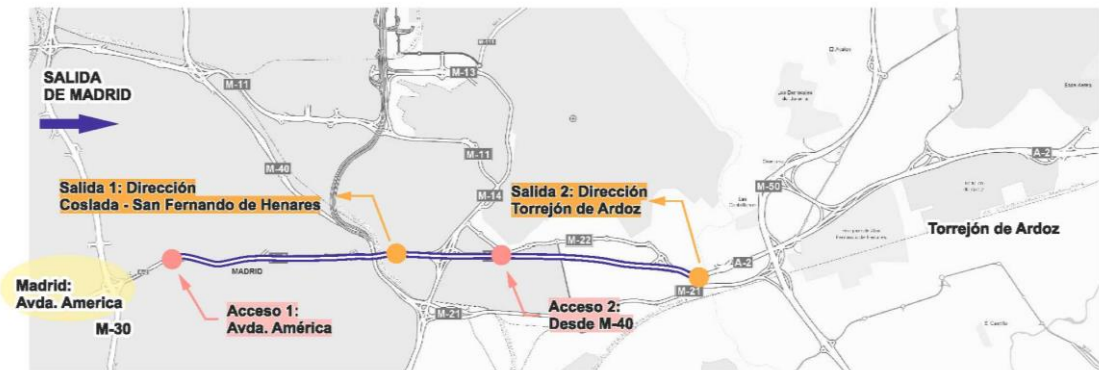 SALIDA
DE MADRID
M-11
M-13
M-40
M-11
M-14
Salida 1: Dirección
Coslada - San Fernando de Henares
Salida 2: Dirección
Torrejón de Ardoz
M-50
A-2
Torrejón de Ardoz
M-22
A-2
M-21
MADRID
Madrid:
Avda. America
M-30
Acceso 1:
Avda. América
M-21
Acceso 2:
Desde M-40
El Castillo